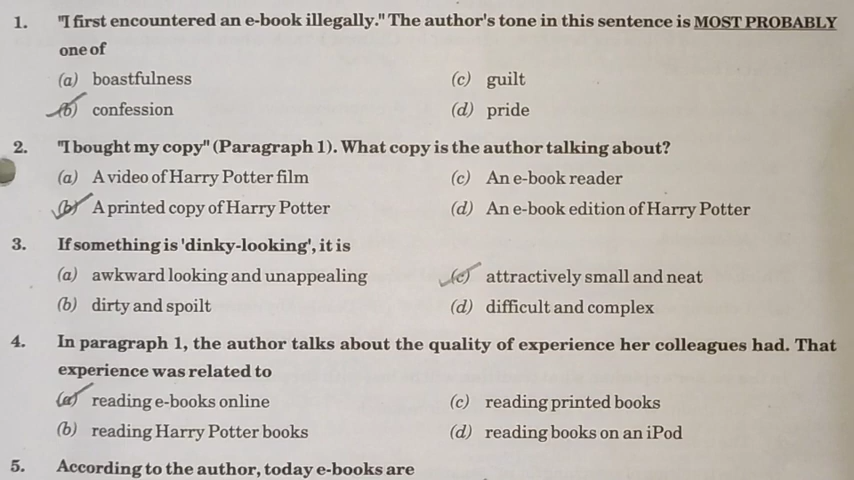 1. "I first encountered an e-book illegally." The author's tone in this sentence is MOST PROBABLY
one of
(a) boastfulness (c) guilt
(b) confession (d) pride
2. "I bought my copy" (Paragraph 1). What copy is the author talking about?
(a) A video of Harry Potter film (c) An e-book reader
(b) A printed copy of Harry Potter (d) An e-book edition of Harry Potter
3. If something is 'dinky-looking', it is
(a) awkward looking and unappealing (c) attractively small and neat
(b) dirty and spoilt (d) difficult and complex
4. In paragraph 1, the author talks about the quality of experience her colleagues had. That
experience was related to
(a) reading e-books online (c) reading printed books
(b) reading Harry Potter books (d) reading books on an iPod
5. According to the author, today e-books are